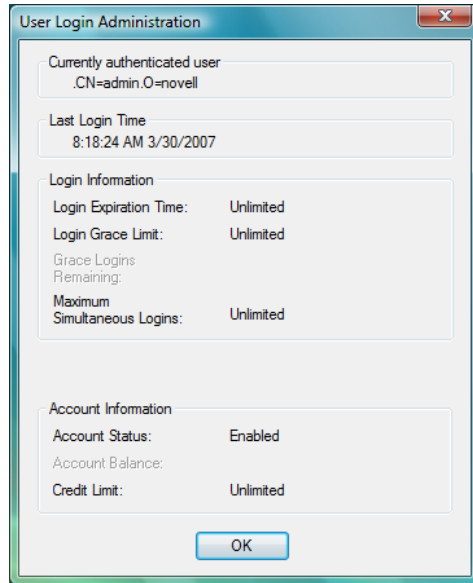 User Login Administration
Currently authenticated user
.CN=admin.O=novell
Last Login Time
8:18:24 AM 3/30/2007
Login Information
Login Expiration Time: Unlimited
Login Grace Limit: Unlimited
Grace Logins
Remaining:
Maximum
Simultaneous Logins: Unlimited
Account Information
Account Status: Enabled
Account Balance:
Credit Limit: Unlimited
OK